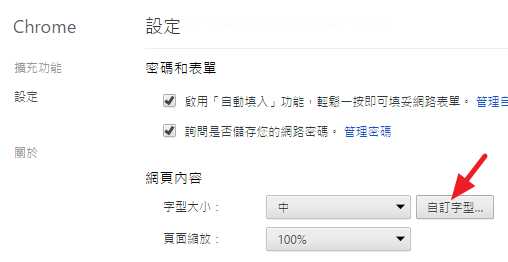 Chrome
設定
擴充功能
設定
關於
密碼和表單
啟用「自動填入」功能，輕鬆一按即可填妥網路表單。 管理
詢問是否儲存您的網路密碼。 管理密碼
網頁內容
字型大小： 中 自訂字型...
頁面縮放： 100%